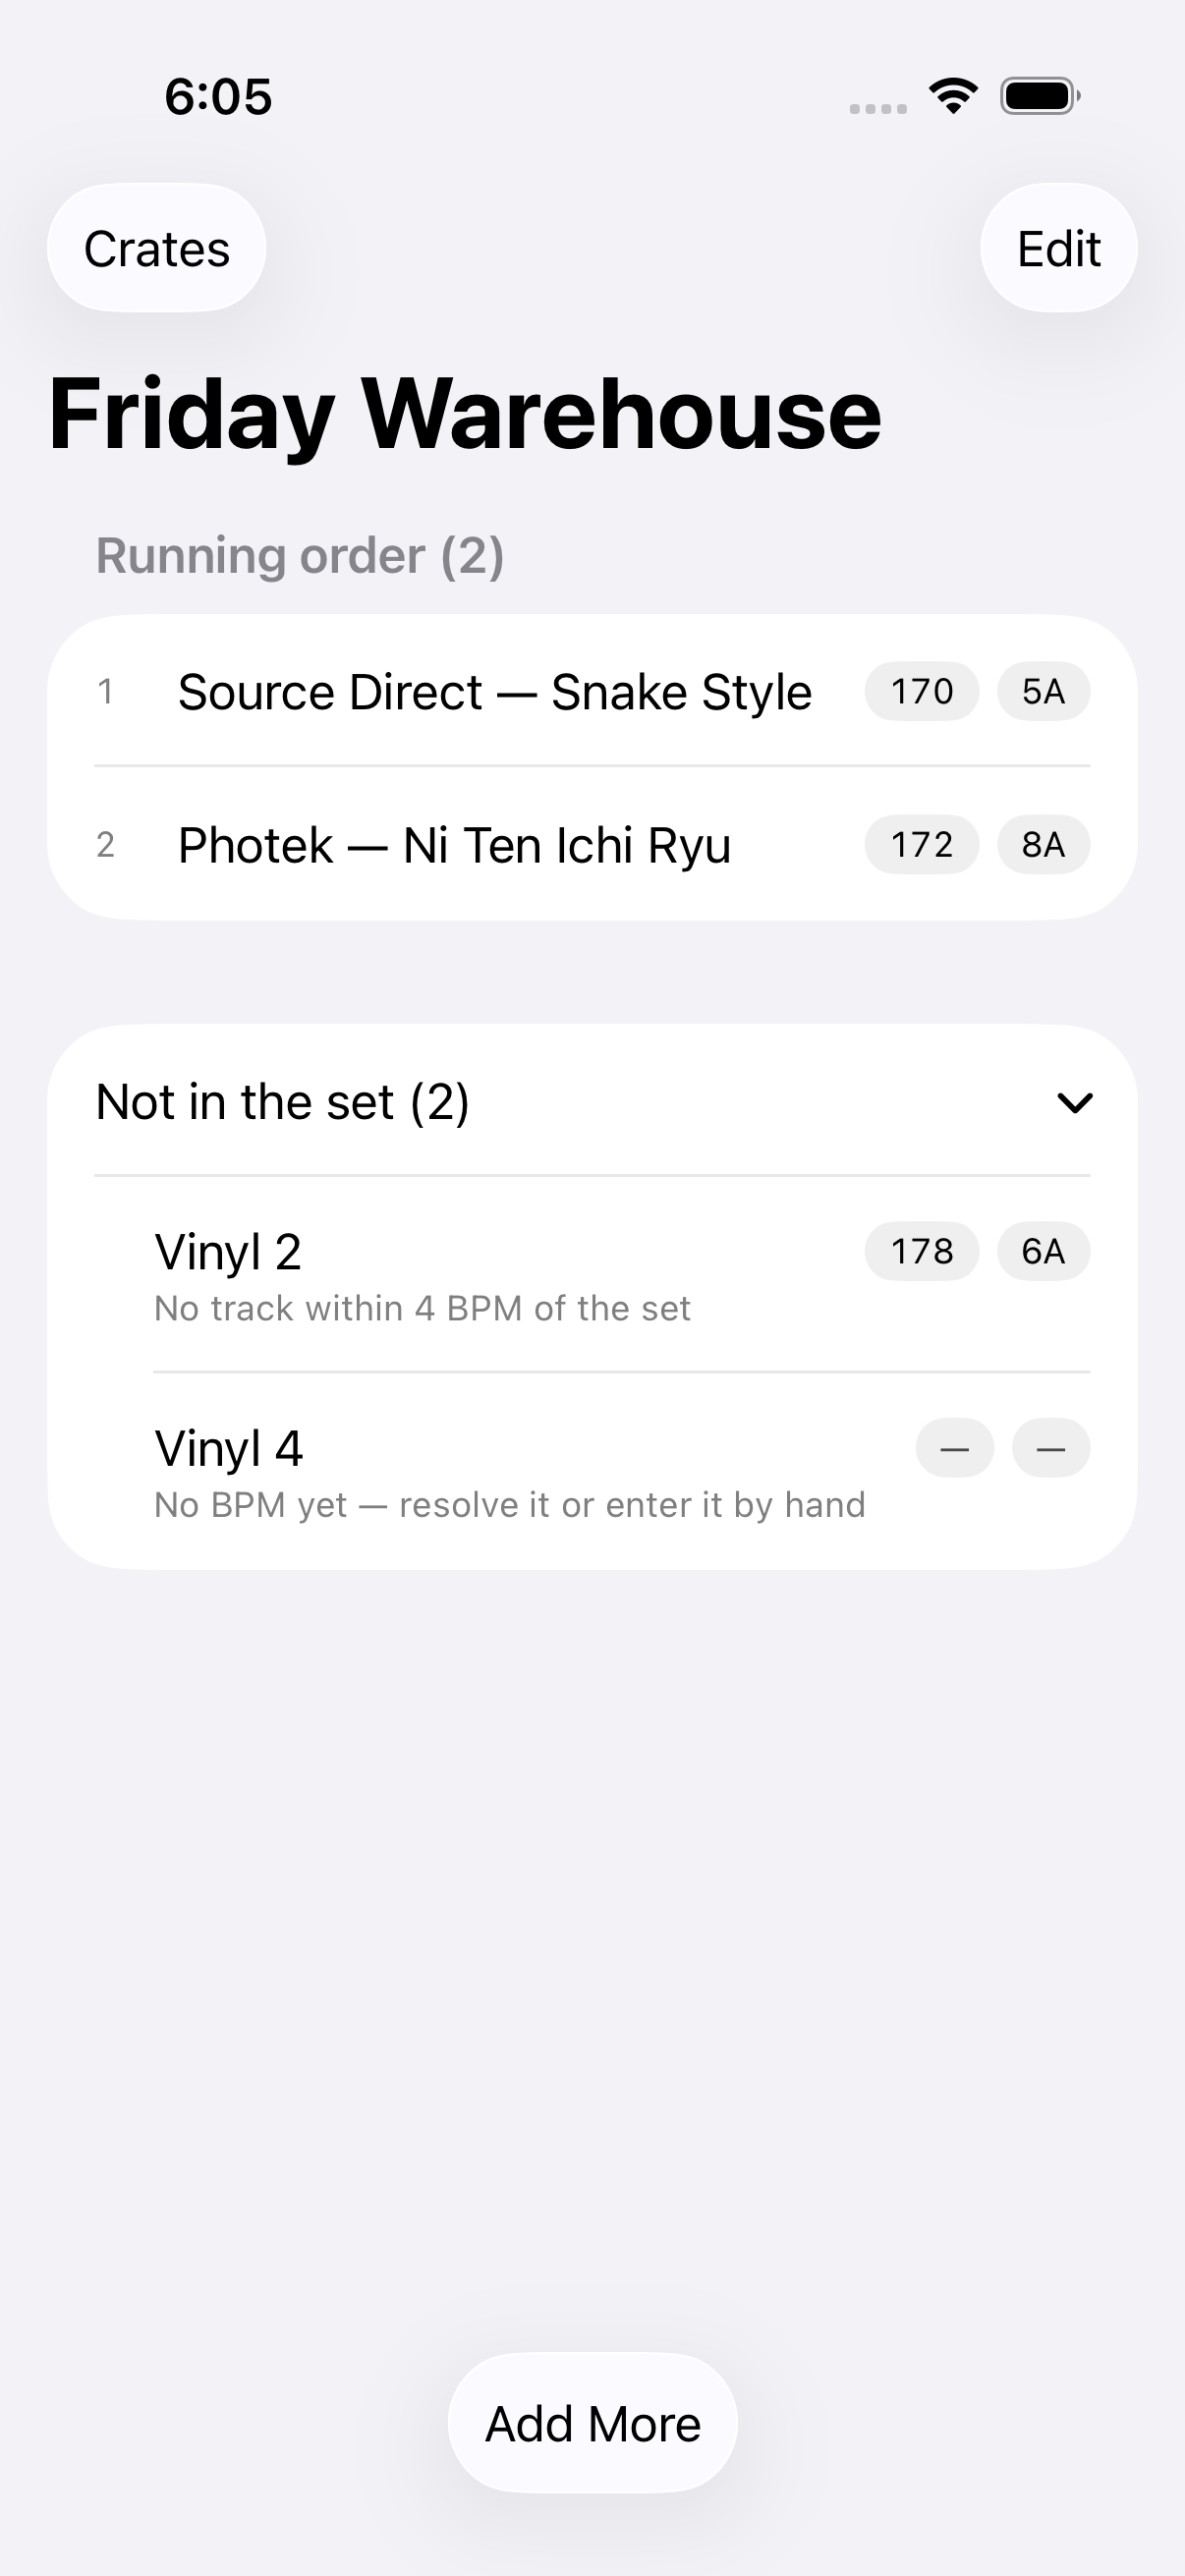 6:05
Crates
Edit
Friday Warehouse
Running order (2)
1 Source Direct — Snake Style 170 5A
2 Photek — Ni Ten Ichi Ryu 172 8A
Not in the set (2)
Vinyl 2 178 6A
No track within 4 BPM of the set
Vinyl 4 — —
No BPM yet — resolve it or enter it by hand
Add More